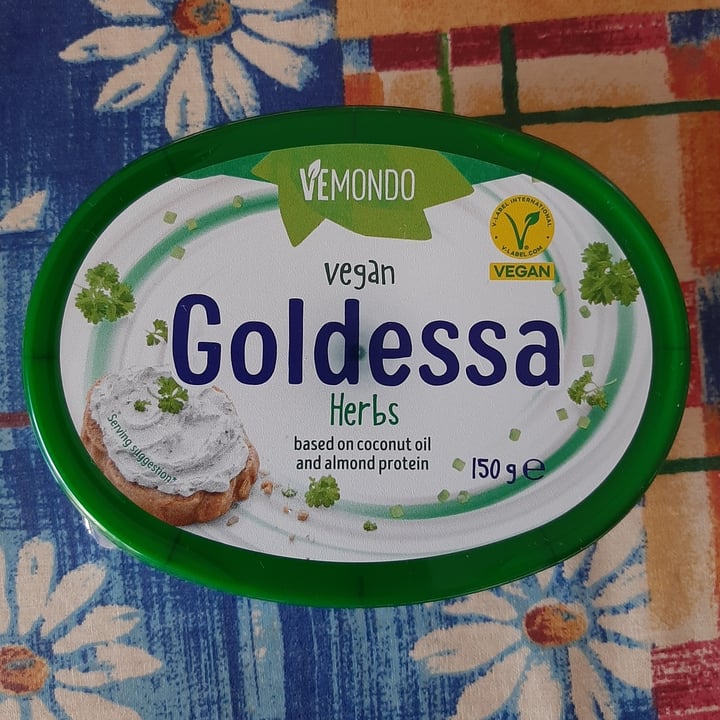 VEMONDO
V-LABEL INTERNATIONAL
V-LABEL.COM
VEGAN
vegan
Goldessa
Herbs
based on coconut oil
and almond protein
150 g ℮
Serving suggestion*